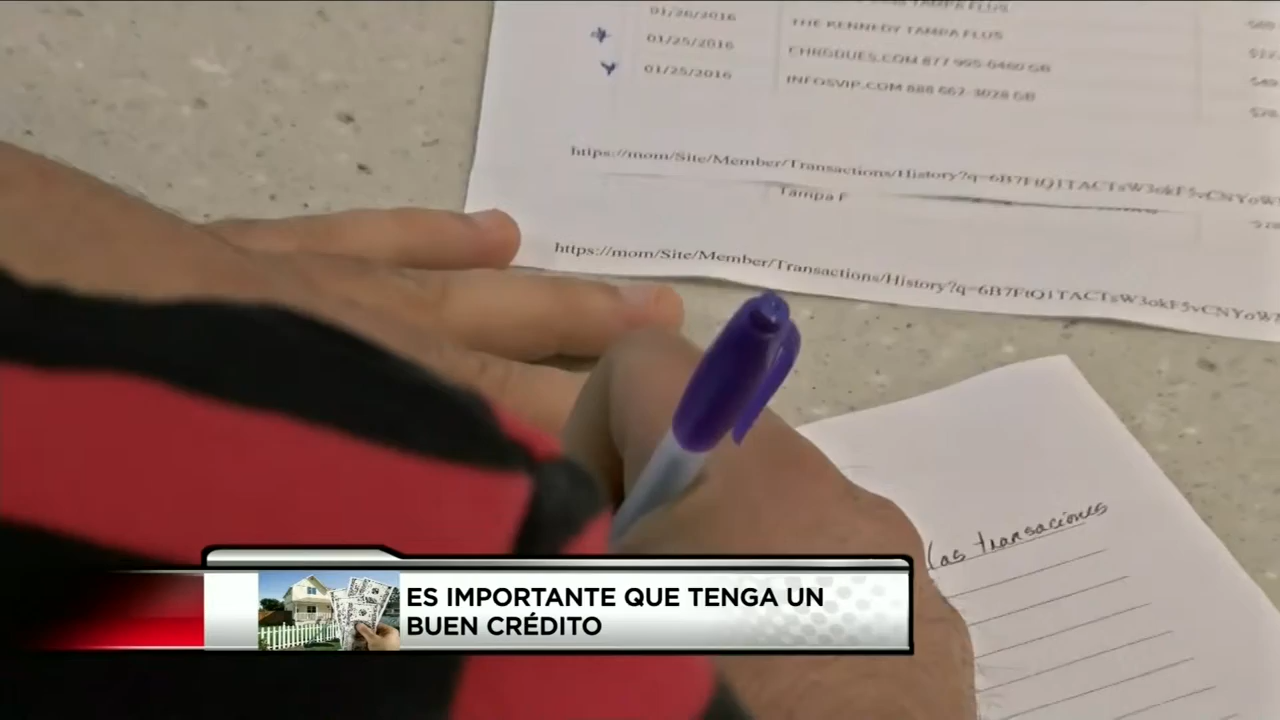 01/26/2016
01/25/2016 THE KENNEDY TAMPA FLUS
01/25/2016 CHRGDUES.COM 877 995-6460 GB
INFOSVIP.COM 888 662-3028 GB
https://mom/Site/Member/Transactions/History?q=6B7FtQ1TACTsW3okF5vCNYoW
Tampa F
https://mom/Site/Member/Transactions/History?q=6B7FtQ1TACTsW3okF5vCNYoW
las transaciones
ES IMPORTANTE QUE TENGA UN
BUEN CRÉDITO